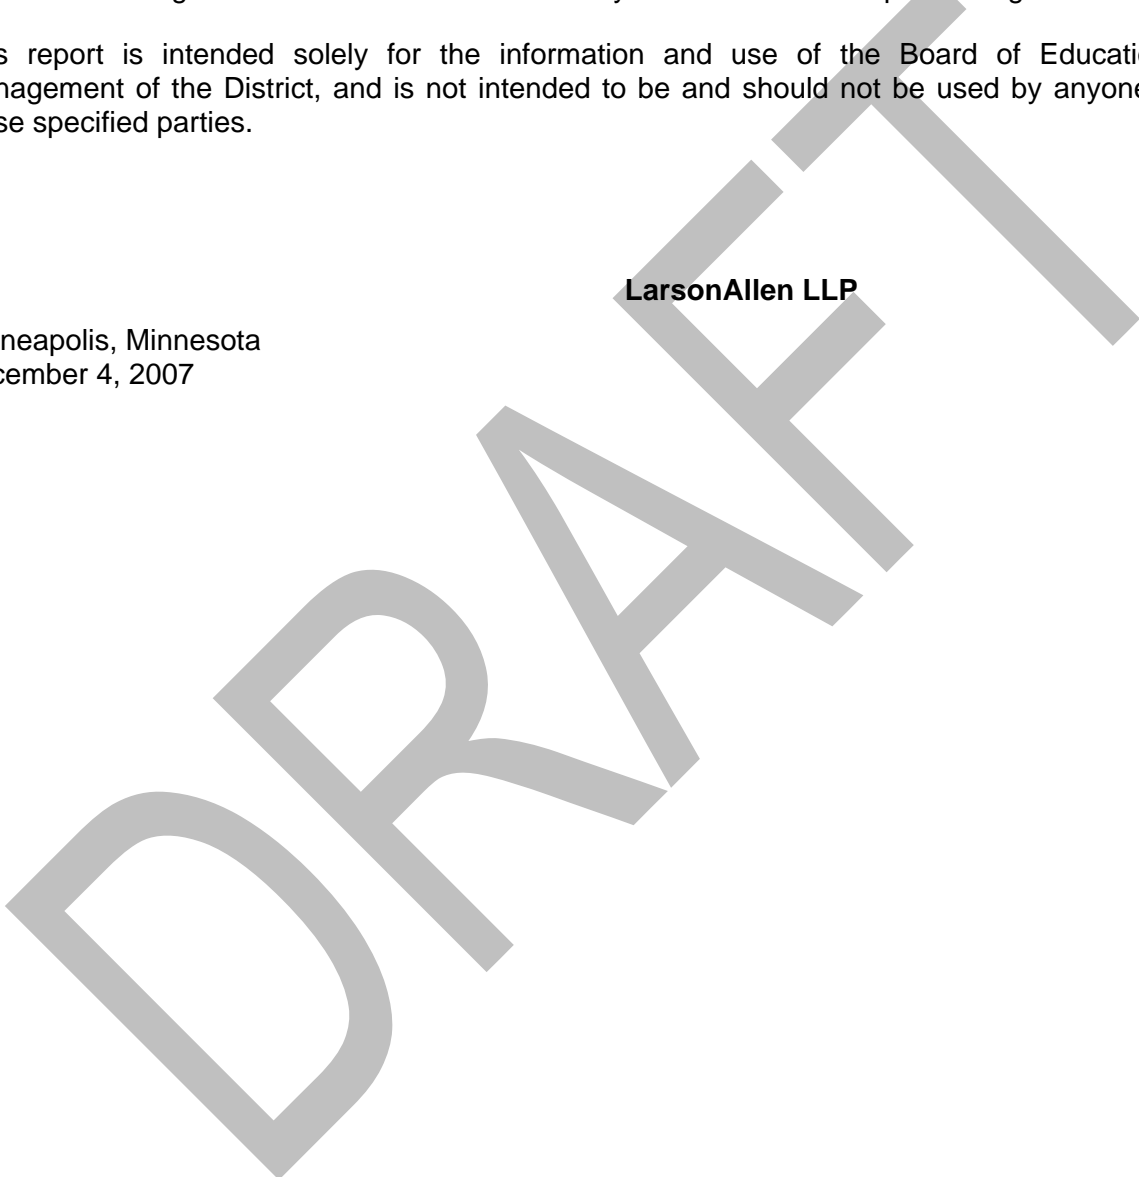 s report is intended solely for the information and use of the Board of Educati
nagement of the District, and is not intended to be and should not be used by anyone
se specified parties.
LarsonAllen LLP
neapolis, Minnesota
cember 4, 2007
DRAFT